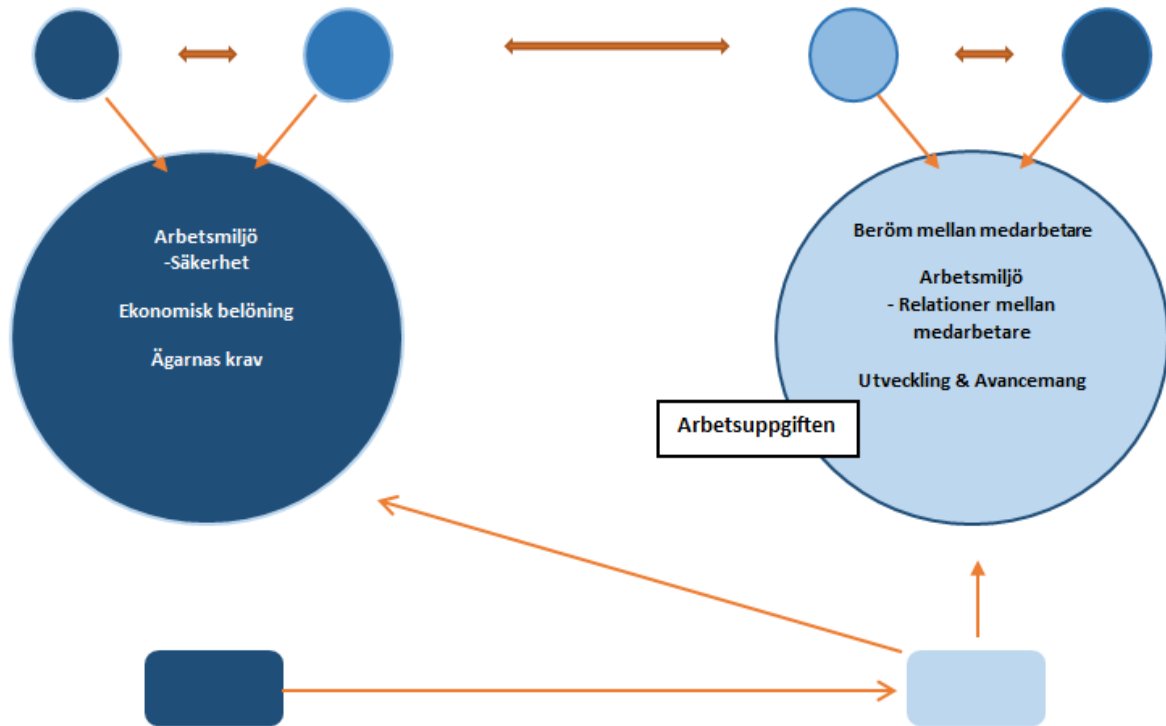 Arbetsmiljö
-Säkerhet
Ekonomisk belöning
Ägarnas krav
Beröm mellan medarbetare
Arbetsmiljö
- Relationer mellan
medarbetare
Utveckling & Avancemang
Arbetsuppgiften